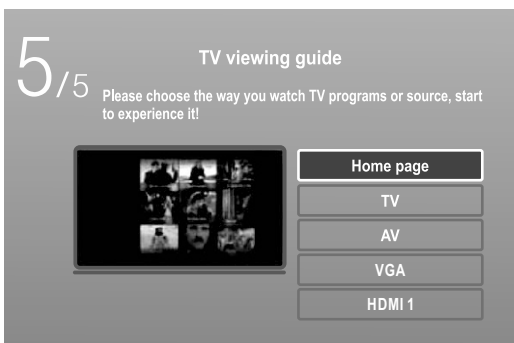 5/5
TV viewing guide
Please choose the way you watch TV programs or source, start
to experience it!
Home page
TV
AV
VGA
HDMI 1